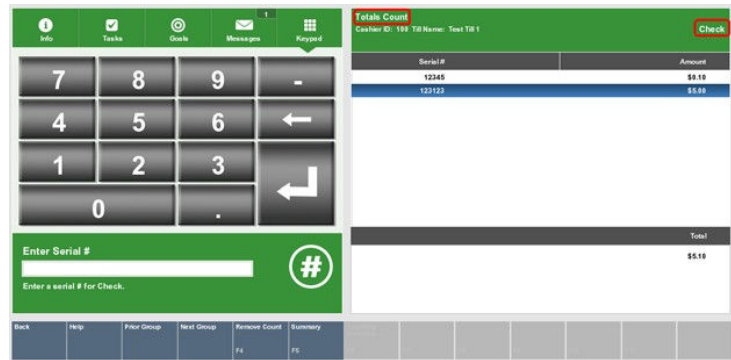 1
Info Tasks Goals Messages Keypad
7 8 9 -
4 5 6
1 2 3
0 .
Enter Serial #
#
Enter a serial # for Check.
Totals Count
Cashier ID: 100 Till Name: Test Till 1
Check
Serial # Amount
12345 $0.10
123123 $5.00
Total
$5.10
Back Help Prior Group Next Group Remove Count Summary
F4 F5